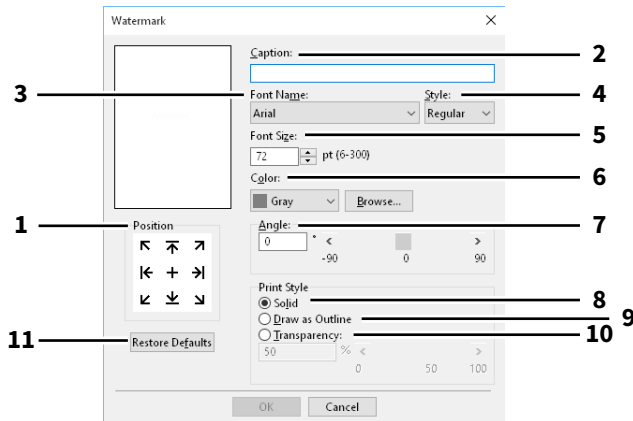 Watermark
Caption:
2
3
Font Name:
Style:
4
Arial
Regular
Font Size:
5
72
pt (6-300)
Color:
6
Gray
Browse...
1
Position
Angle:
7
0
°
-90
0
90
Print Style
Solid
8
Draw as Outline
9
Transparency:
10
11
Restore Defaults
50
%
0
50
100
OK
Cancel